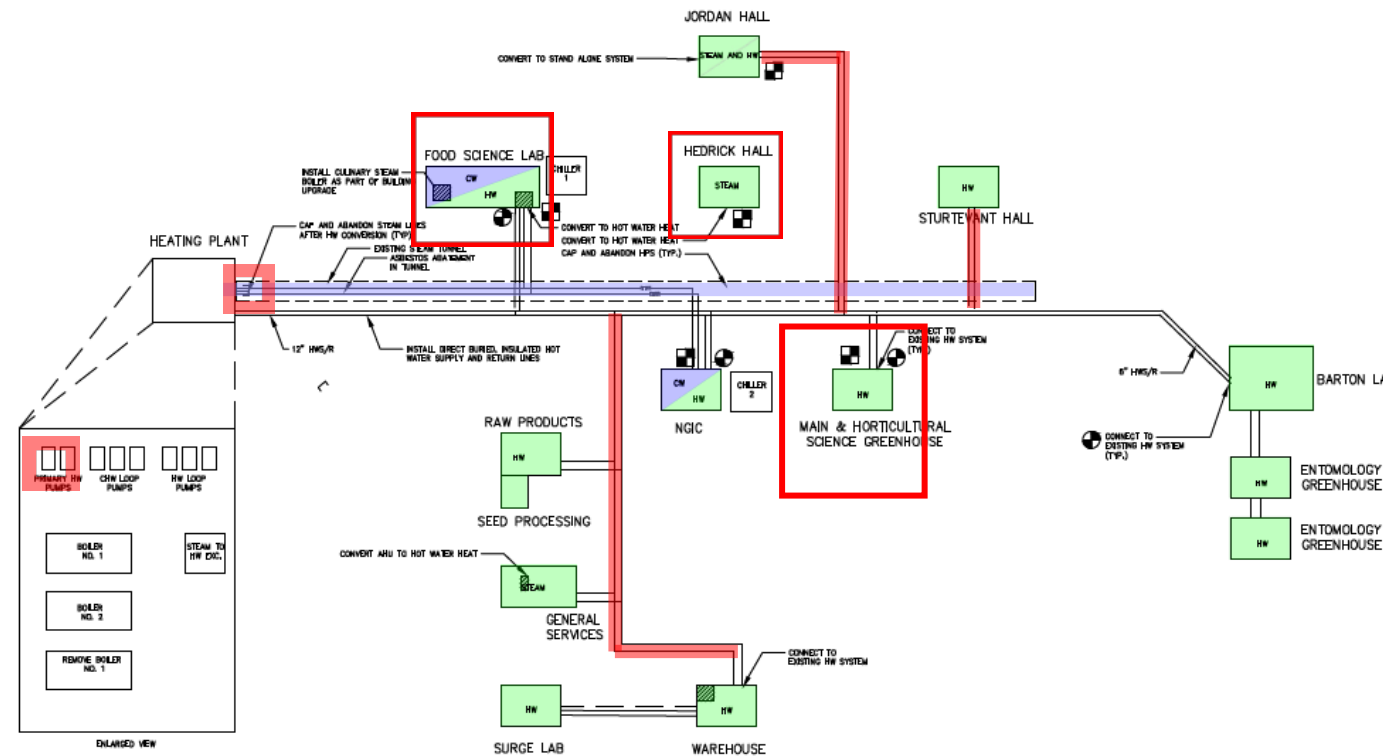 JORDAN HALL
CONVERT TO STAND ALONE SYSTEM
STEAM AND HW
FOOD SCIENCE LAB
CW
HW
CHILLER
1
INSTALL CULINARY STEAM
BOILER AS PART OF BUILDING
UPGRADE
HEDRICK HALL
STEAM
HW
STURTEVANT HALL
CAP AND ABANDON STEAM LINES
AFTER HW CONVERSION (TYP)
CONVERT TO HOT WATER HEAT
CONVERT TO HOT WATER HEAT
CAP AND ABANDON HPS (TYP.)
EXISTING STEAM TUNNEL
ASBESTOS ABATEMENT
IN TUNNEL
HEATING PLANT
12" HWS/R
INSTALL DIRECT BURIED, INSULATED HOT
WATER SUPPLY AND RETURN LINES
CW
HW
NGIC
CHILLER
2
CONNECT TO
EXISTING HW SYSTEM
(TYP.)
HW
MAIN & HORTICULTURAL
SCIENCE GREENHOUSE
6" HWS/R
HW
BARTON LA
CONNECT TO
EXISTING HW SYSTEM
(TYP.)
HW
ENTOMOLOGY
GREENHOUSE
HW
ENTOMOLOGY
GREENHOUSE
RAW PRODUCTS
HW
SEED PROCESSING
CONVERT AHU TO HOT WATER HEAT
STEAM
GENERAL
SERVICES
CONNECT TO
EXISTING HW SYSTEM
HW
SURGE LAB
HW
WAREHOUSE
PRIMARY HW
PUMPS
CHW LOOP
PUMPS
HW LOOP
PUMPS
BOILER
NO. 1
STEAM TO
HW EXC.
BOILER
NO. 2
REMOVE BOILER
NO. 1
ENLARGED VIEW